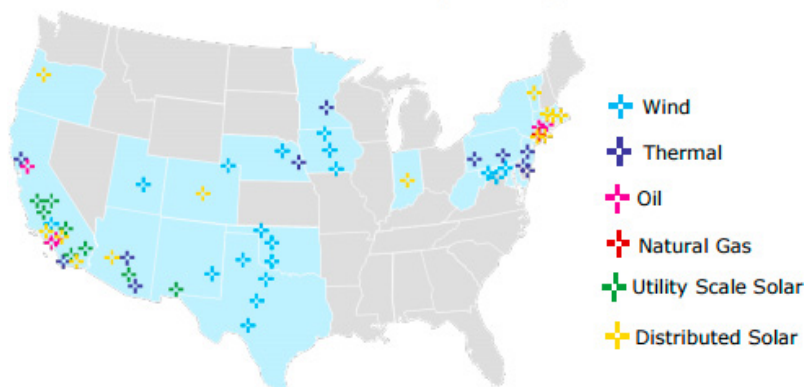 Wind
Thermal
Oil
Natural Gas
Utility Scale Solar
Distributed Solar